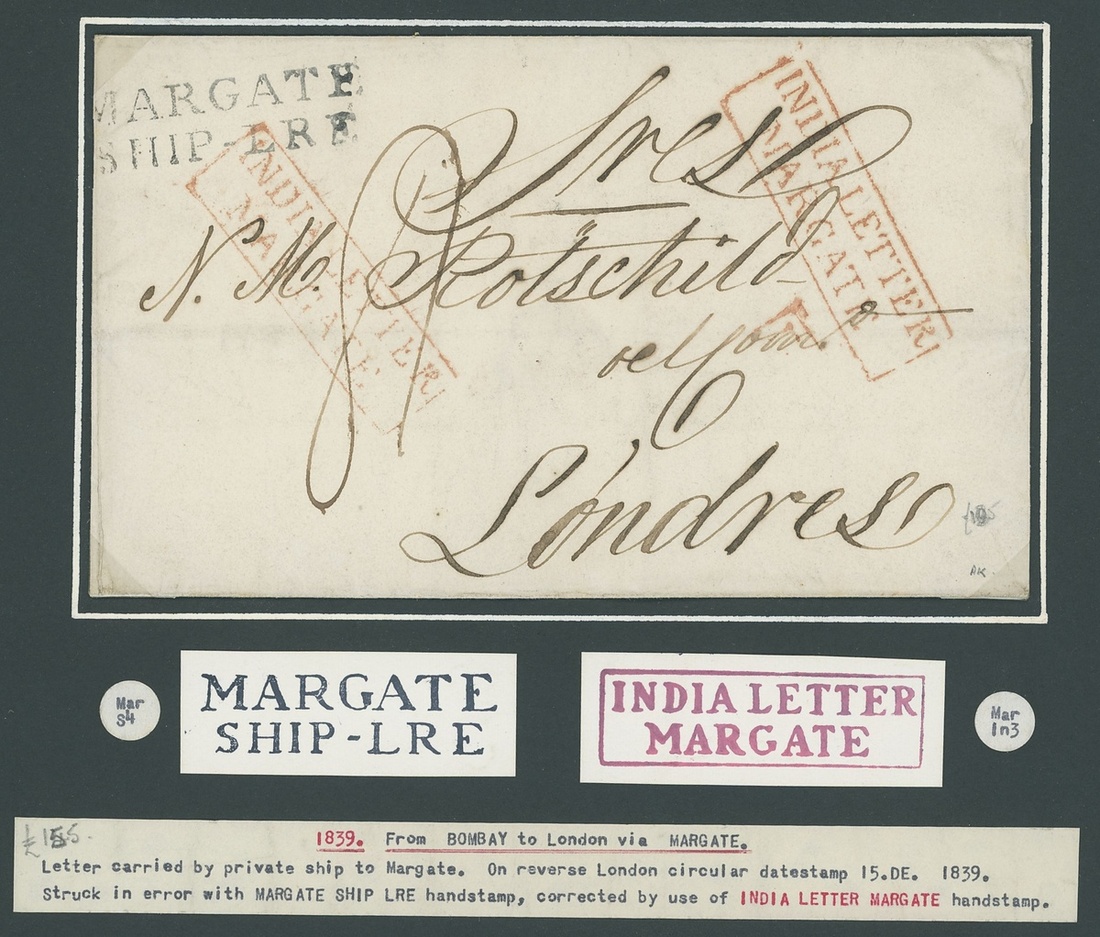 MARGATE
SHIP-LRE
INDIA LETTER
MARGATE
INDIA LETTER
MARGATE
N. M. Rotschild
Londres
AK.
Mar
S4
MARGATE
SHIP-LRE
INDIA LETTER
MARGATE
Mar
In3
1839. From BOMBAY to London via MARGATE.
Letter carried by private ship to Margate. On reverse London circular datestamp 15.DE. 1839.
Struck in error with MARGATE SHIP LRE handstamp, corrected by use of INDIA LETTER MARGATE handstamp.